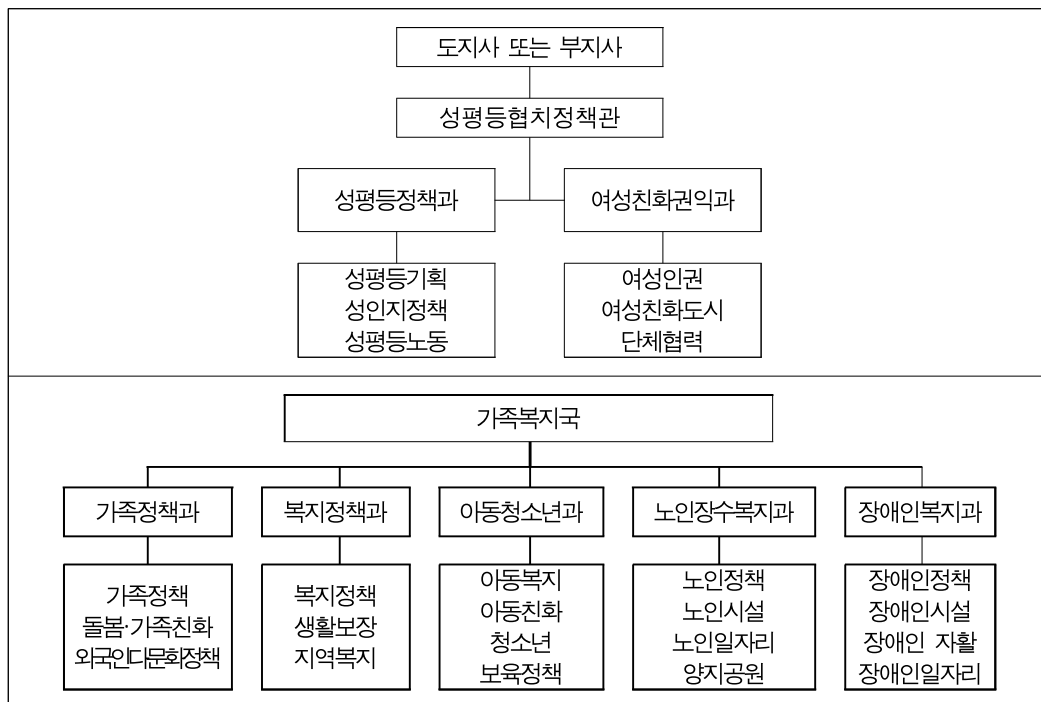 도지사 또는 부지사
성평등협치정책관
성평등정책과
여성친화권익과
성평등기획
성인지정책
성평등노동
여성인권
여성친화도시
단체협력
가족복지국
가족정책과
복지정책과
아동청소년과
노인장수복지과
장애인복지과
가족정책
돌봄·가족친화
외국인다문화정책
복지정책
생활보장
지역복지
아동복지
아동친화
청소년
보육정책
노인정책
노인시설
노인일자리
양지공원
장애인정책
장애인시설
장애인 자활
장애인일자리